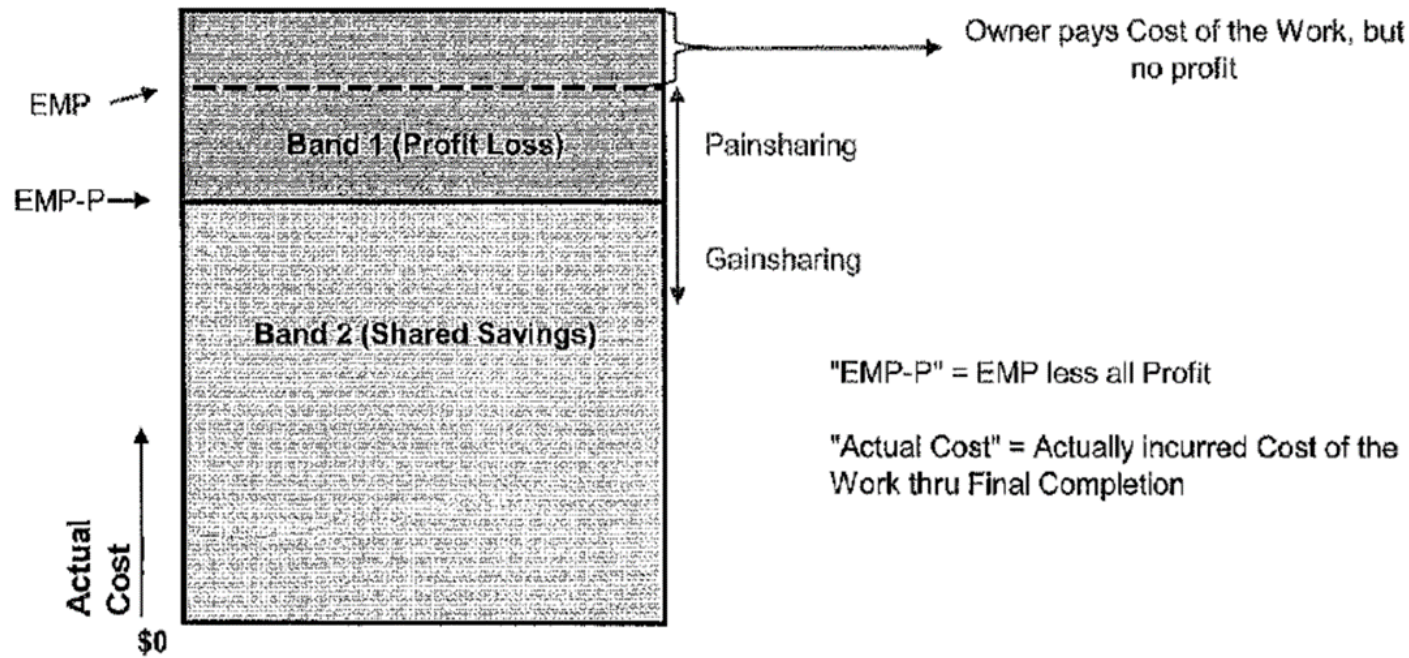 Owner pays Cost of the Work, but
no profit
EMP
Band 1 (Profit Loss)
Painsharing
EMP-P
Gainsharing
Band 2 (Shared Savings)
"EMP-P" = EMP less all Profit
"Actual Cost" = Actually incurred Cost of the
Work thru Final Completion
Actual
Cost
$0